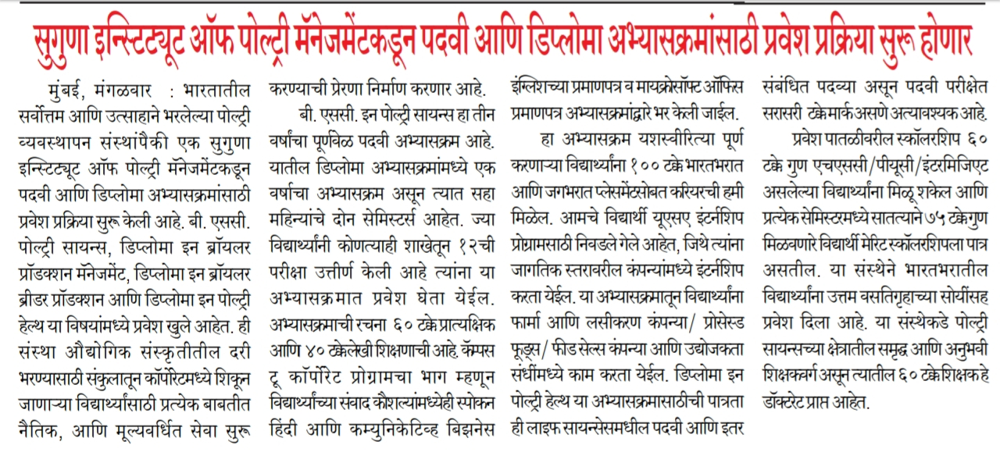 सुगुणा इन्स्टिट्यूट ऑफ पोल्ट्री मॅनेजमेंटकडून पदवी आणि डिप्लोमा अभ्यासक्रमांसाठी प्रवेश प्रक्रिया सुरू होणार
मुंबई, मंगळवार : भारतातील
सर्वोत्तम आणि उत्साहाने भरलेल्या पोल्ट्री
व्यवस्थापन संस्थांपैकी एक सुगुणा
इन्स्टिट्यूट ऑफ पोल्ट्री मॅनेजमेंटकडून
पदवी आणि डिप्लोमा अभ्यासक्रमांसाठी
प्रवेश प्रक्रिया सुरू केली आहे. बी. एससी.
पोल्ट्री सायन्स, डिप्लोमा इन ब्रॉयलर
प्रॉडक्शन मॅनेजमेंट, डिप्लोमा इन ब्रॉयलर
ब्रीडर प्रॉडक्शन आणि डिप्लोमा इन पोल्ट्री
हेल्थ या विषयांमध्ये प्रवेश खुले आहेत. ही
संस्था औद्योगिक संस्कृतीतील दरी
भरण्यासाठी संकुलातून कॉर्पोरेटमध्ये शिकून
जाणाऱ्या विद्यार्थ्यांसाठी प्रत्येक बाबतीत
नैतिक, आणि मूल्यवर्धित सेवा सुरू
करण्याची प्रेरणा निर्माण करणार आहे.
बी. एससी. इन पोल्ट्री सायन्स हा तीन
वर्षांचा पूर्णवेळ पदवी अभ्यासक्रम आहे.
यातील डिप्लोमा अभ्यासक्रमांमध्ये एक
वर्षाचा अभ्यासक्रम असून त्यात सहा
महिन्यांचे दोन सेमिस्टर्स आहेत. ज्या
विद्यार्थ्यांनी कोणत्याही शाखेतून १२ची
परीक्षा उत्तीर्ण केली आहे त्यांना या
अभ्यासक्रमात प्रवेश घेता येईल.
अभ्यासक्रमाची रचना ६० टक्के प्रात्यक्षिक
आणि ४० टक्के लेखी शिक्षणाची आहे. कॅम्पस
टू कॉर्पोरेट प्रोग्रामचा भाग म्हणून
विद्यार्थ्यांच्या संवाद कौशल्यांमध्येही स्पोकन
हिंदी आणि कम्युनिकेटिव्ह बिझनेस
इंग्लिशच्या प्रमाणपत्र व मायक्रोसॉफ्ट ऑफिस
प्रमाणपत्र अभ्यासक्रमांद्वारे भर केली जाईल.
हा अभ्यासक्रम यशस्वीरित्या पूर्ण
करणाऱ्या विद्यार्थ्यांना १०० टक्के भारतभरात
आणि जगभरात प्लेसमेंटसोबत करियरची हमी
मिळेल. आमचे विद्यार्थी यूएसए इंटर्नशिप
प्रोग्रामसाठी निवडले गेले आहेत, जिथे त्यांना
जागतिक स्तरावरील कंपन्यांमध्ये इंटर्नशिप
करता येईल. या अभ्यासक्रमातून विद्यार्थ्यांना
फार्मा आणि लसीकरण कंपन्या/ प्रोसेस्ड
फूड्स/ फीड सेल्स कंपन्या आणि उद्योजकता
संधींमध्ये काम करता येईल. डिप्लोमा इन
पोल्ट्री हेल्थ या अभ्यासक्रमासाठीची पात्रता
ही लाइफ सायन्सेसमधील पदवी आणि इतर
संबंधित पदव्या असून पदवी परीक्षेत
सरासरी टक्के मार्क असणे अत्यावश्यक आहे.
प्रवेश पातळीवरील स्कॉलरशिप ६०
टक्के गुण एचएससी/पीयूसी/इंटरमिजिएट
असलेल्या विद्यार्थ्यांना मिळू शकेल आणि
प्रत्येक सेमिस्टरमध्ये सातत्याने ७५ टक्के गुण
मिळवणारे विद्यार्थी मेरिट स्कॉलरशिपला पात्र
असतील. या संस्थेने भारतभरातील
विद्यार्थ्यांना उत्तम वसतिगृहाच्या सोयींसह
प्रवेश दिला आहे. या संस्थेकडे पोल्ट्री
सायन्सच्या क्षेत्रातील समृद्ध आणि अनुभवी
शिक्षकवर्ग असून त्यातील ६० टक्के शिक्षक हे
डॉक्टरेट प्राप्त आहेत.